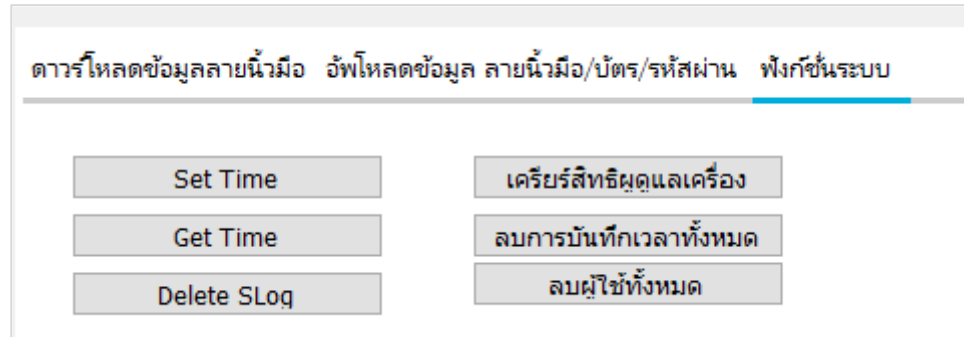 ดาวร์โหลดข้อมูลลายนิ้วมือ อัพโหลดข้อมูล ลายนิ้วมือ/บัตร/รหัสผ่าน ฟังก์ชั่นระบบ
Set Time เครียร์สิทธิผูดูแลเครื่อง
Get Time ลบการบันทึกเวลาทั้งหมด
Delete SLog ลบผู้ใช้ทั้งหมด